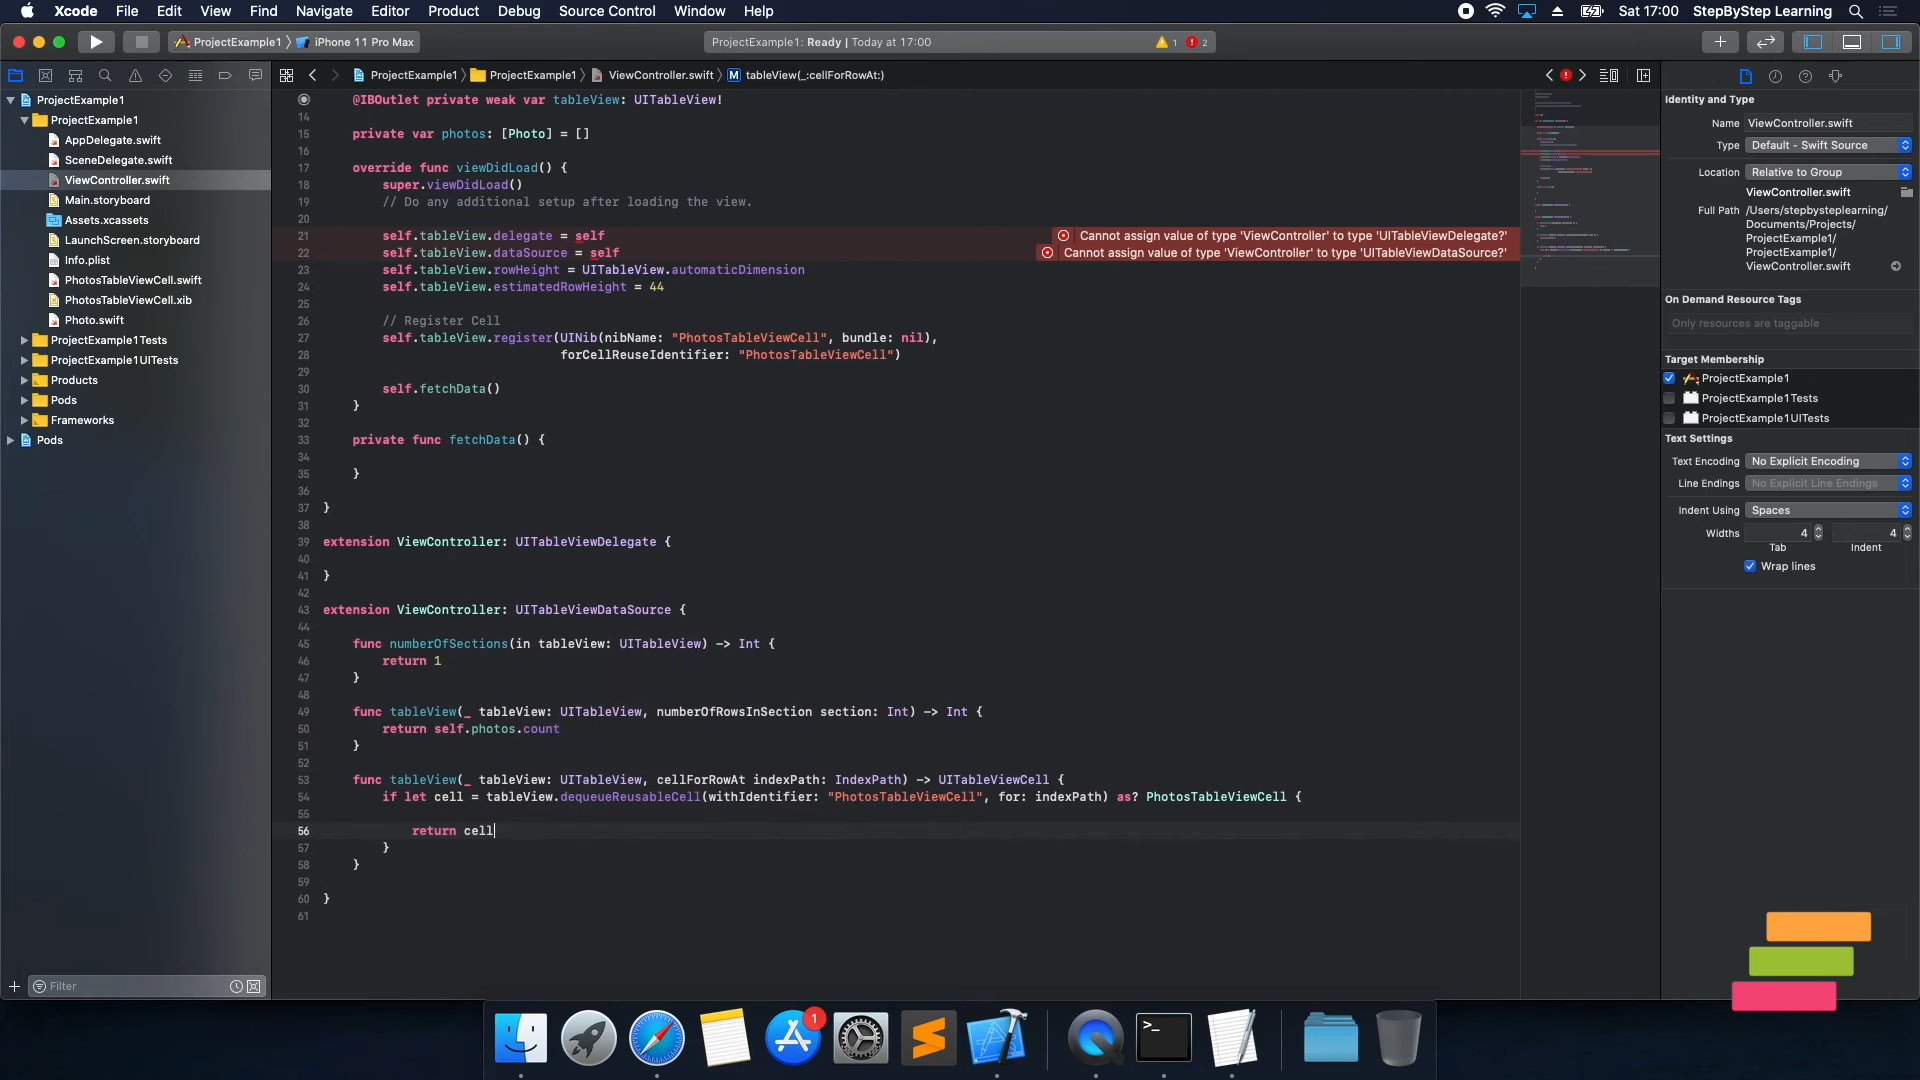 Xcode File Edit View Find Navigate Editor Product Debug Source Control Window Help Sat 17:00 StepByStep Learning
ProjectExample1 iPhone 11 Pro Max ProjectExample1: Ready | Today at 17:00 1 2
ProjectExample1 ProjectExample1 ViewController.swift M tableView(_:cellForRowAt:)
ProjectExample1
ProjectExample1
AppDelegate.swift
SceneDelegate.swift
ViewController.swift
Main.storyboard
Assets.xcassets
LaunchScreen.storyboard
Info.plist
PhotosTableViewCell.swift
PhotosTableViewCell.xib
Photo.swift
ProjectExample1Tests
ProjectExample1UITests
Products
Pods
Frameworks
Pods
Filter
@IBOutlet private weak var tableView: UITableView!
14
15 private var photos: [Photo] = []
16
17 override func viewDidLoad() {
18 super.viewDidLoad()
19 // Do any additional setup after loading the view.
20
21 self.tableView.delegate = self Cannot assign value of type 'ViewController' to type 'UITableViewDelegate?'
22 self.tableView.dataSource = self Cannot assign value of type 'ViewController' to type 'UITableViewDataSource?'
23 self.tableView.rowHeight = UITableView.automaticDimension
24 self.tableView.estimatedRowHeight = 44
25
26 // Register Cell
27 self.tableView.register(UINib(nibName: "PhotosTableViewCell", bundle: nil),
28 forCellReuseIdentifier: "PhotosTableViewCell")
29
30 self.fetchData()
31 }
32
33 private func fetchData() {
34
35 }
36
37 }
38
39 extension ViewController: UITableViewDelegate {
40
41 }
42
43 extension ViewController: UITableViewDataSource {
44
45 func numberOfSections(in tableView: UITableView) -> Int {
46 return 1
47 }
48
49 func tableView(_ tableView: UITableView, numberOfRowsInSection section: Int) -> Int {
50 return self.photos.count
51 }
52
53 func tableView(_ tableView: UITableView, cellForRowAt indexPath: IndexPath) -> UITableViewCell {
54 if let cell = tableView.dequeueReusableCell(withIdentifier: "PhotosTableViewCell", for: indexPath) as? PhotosTableViewCell {
55
56 return cell
57 }
58 }
59
60 }
61
Identity and Type
Name ViewController.swift
Type Default - Swift Source
Location Relative to Group
ViewController.swift
Full Path /Users/stepbysteplearning/
Documents/Projects/
ProjectExample1/
ProjectExample1/
ViewController.swift
On Demand Resource Tags
Only resources are taggable
Target Membership
ProjectExample1
ProjectExample1Tests
ProjectExample1UITests
Text Settings
Text Encoding No Explicit Encoding
Line Endings No Explicit Line Endings
Indent Using Spaces
Widths 4 4
Tab Indent
Wrap lines
1
>_